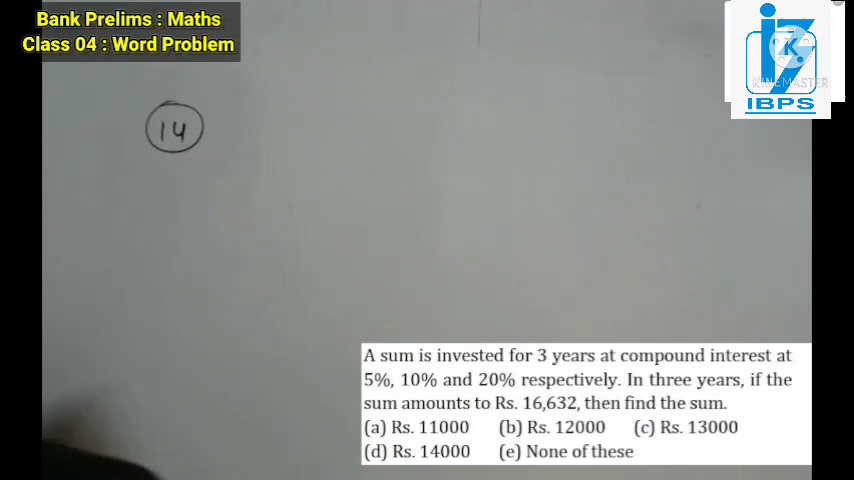 Bank Prelims : Maths
Class 04 : Word Problem
K
KINEMASTER
IBPS
14
A sum is invested for 3 years at compound interest at
5%, 10% and 20% respectively. In three years, if the
sum amounts to Rs. 16,632, then find the sum.
(a) Rs. 11000 (b) Rs. 12000 (c) Rs. 13000
(d) Rs. 14000 (e) None of these